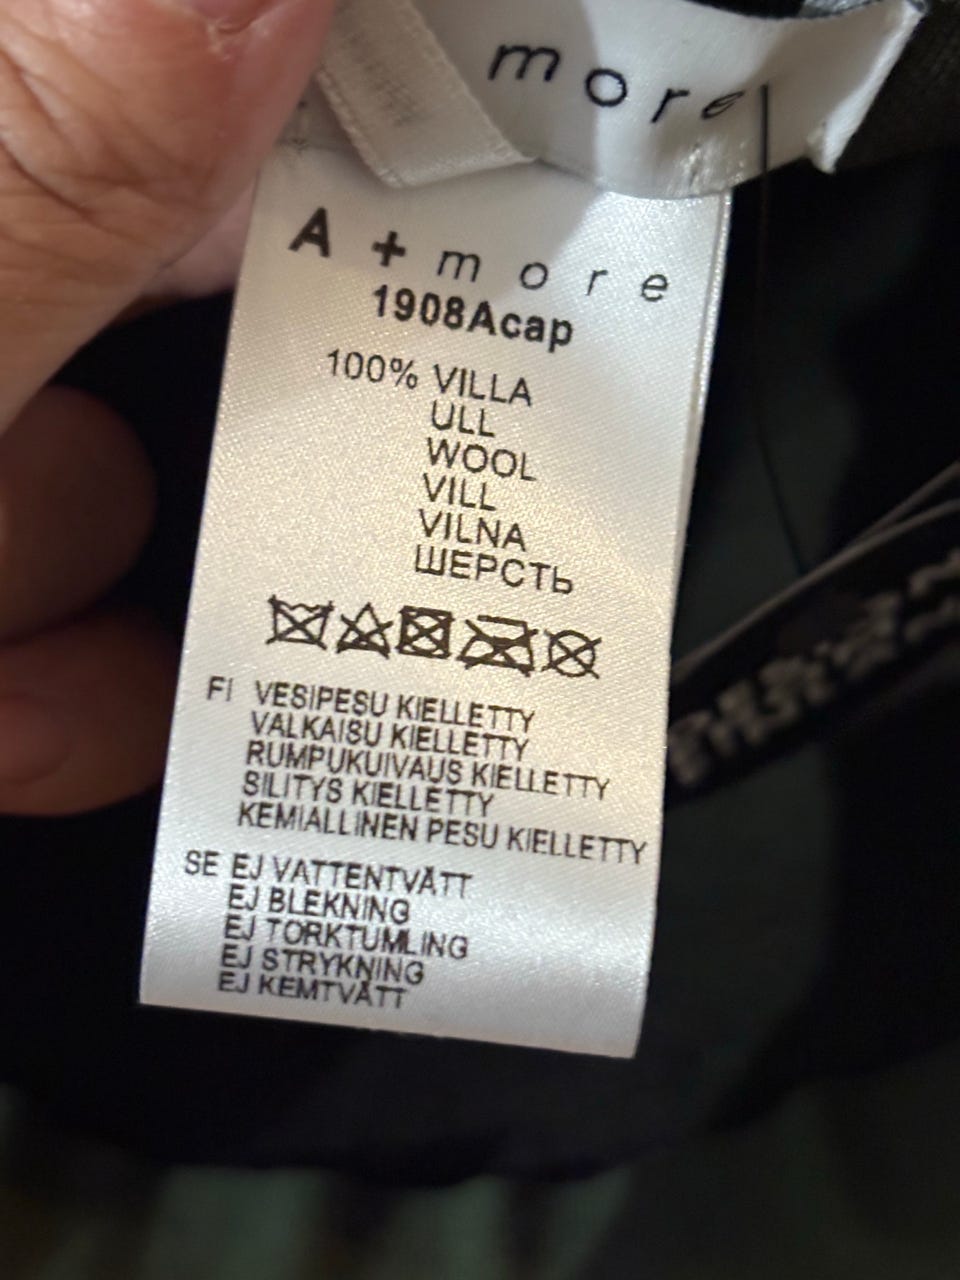 more
A + more
1908Acap
100% VILLA
ULL
WOOL
VILL
VILNA
ШЕРСТЬ
FI VESIPESU KIELLETTY
VALKAISU KIELLETTY
RUMPUKUIVAUS KIELLETTY
SILITYS KIELLETTY
KEMIALLINEN PESU KIELLETTY
SE EJ VATTENTVÄTT
EJ BLEKNING
EJ TORKTUMLING
EJ STRYKNING
EJ KEMTVÄTT